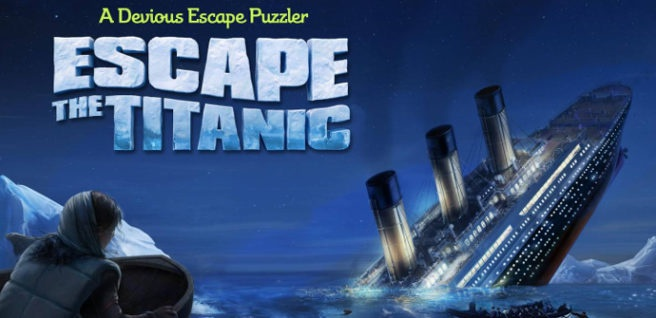 A Devious Escape Puzzler
ESCAPE
THE TITANIC